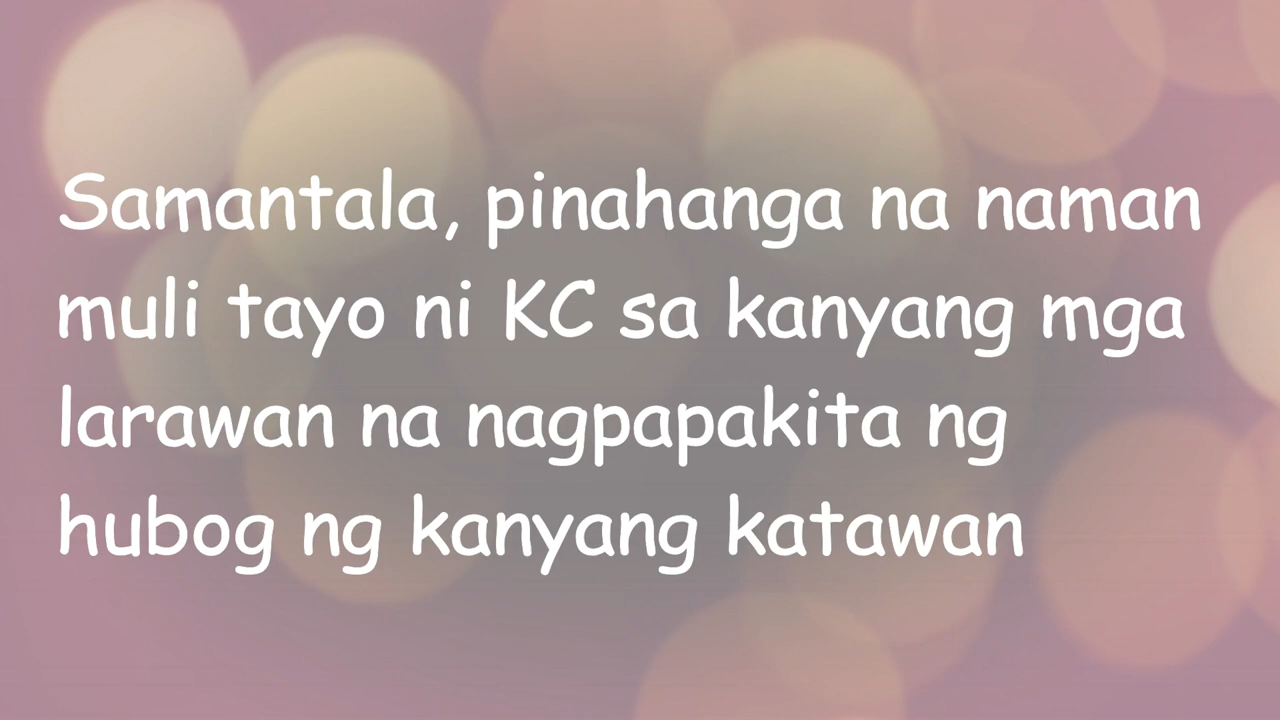 Samantala, pinahanga na naman
muli tayo ni KC sa kanyang mga
larawan na nagpapakita ng
hubog ng kanyang katawan